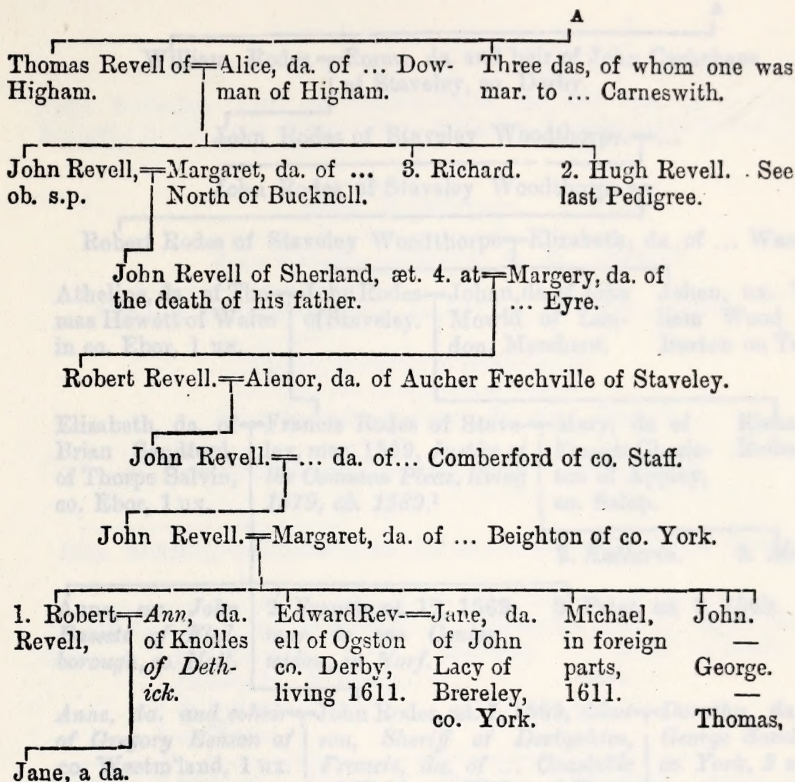 A
Thomas Revell of=Alice, da. of ... Dow- Three das, of whom one was
Higham. man of Higham. mar. to ... Carneswith.
John Revell,=Margaret, da. of ... 3. Richard. 2. Hugh Revell. See
ob. s.p. North of Bucknell. last Pedigree.
John Revell of Sherland, æt. 4. at=Margery, da. of
the death of his father. Eyre.
Robert Revell.=Alenor, da. of Aucher Frechville of Staveley.
John Revell.=... da. of ... Comberford of co. Staff.
John Revell.=Margaret, da. of ... Beighton of co. York.
1. Robert=Ann, da. EdwardRev-=Jane, da. Michael, John.
Revell, of Knolles ell of Ogston of John in foreign —
of Deth- co. Derby, Lacy of parts, George.
ick. living 1611. Brereley, 1611. —
co. York. Thomas,
Jane, a da.